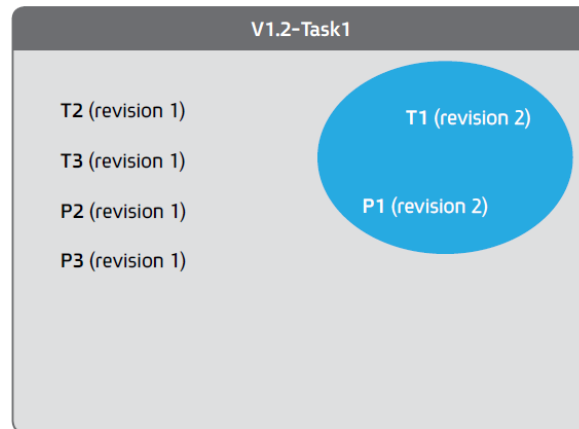 V1.2-Task1
T2 (revision 1)
T3 (revision 1)
P2 (revision 1)
P3 (revision 1)
T1 (revision 2)
P1 (revision 2)